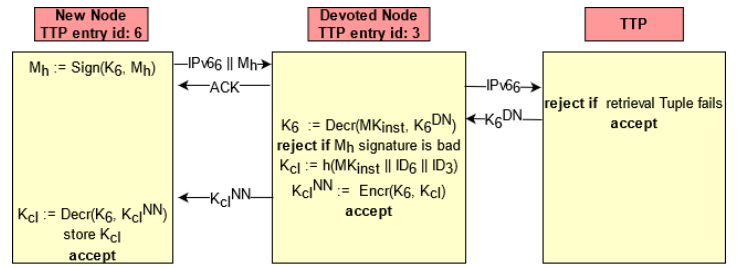 New Node
TTP entry id: 6
Devoted Node
TTP entry id: 3
TTP
Mh := Sign(K6, Mh)
IPv66 || Mh
ACK
IPv66
reject if retrieval Tuple fails
accept
K6DN
K6 := Decr(MKinst, K6DN)
reject if Mh signature is bad
Kcl := h(MKinst || ID6 || ID3)
KclNN := Encr(K6, Kcl)
accept
KclNN
Kcl := Decr(K6, KclNN)
store Kcl
accept